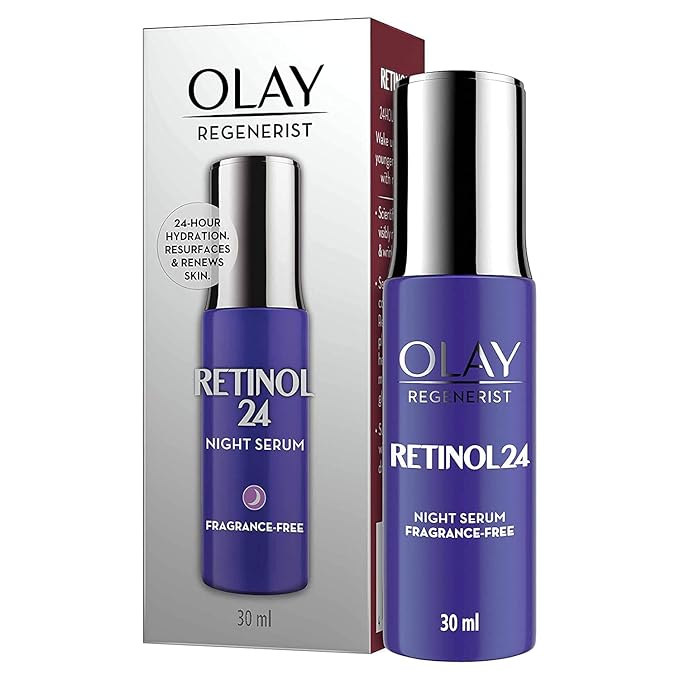 OLAY
REGENERIST
24-HOUR
HYDRATION.
RESURFACES
& RENEWS
SKIN.
RETINOL
24
NIGHT SERUM
FRAGRANCE-FREE
30 ml
OLAY
REGENERIST
RETINOL24
NIGHT SERUM
FRAGRANCE-FREE
30 ml